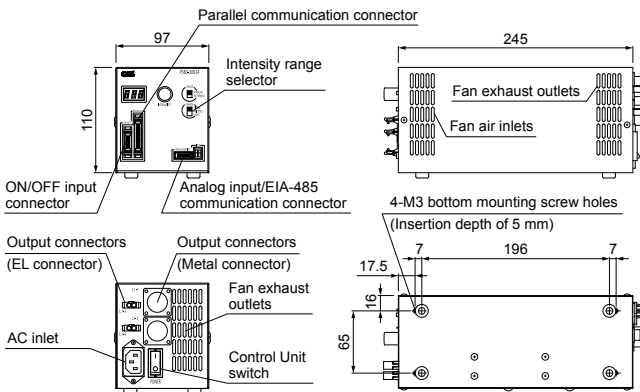 Parallel communication connector
97
245
Intensity range
selector
CCS
Fan exhaust outlets
110
Fan air inlets
ON/OFF input
connector
Analog input/EIA-485
communication connector
4-M3 bottom mounting screw holes
(Insertion depth of 5 mm)
Output connectors
(EL connector)
Output connectors
(Metal connector)
7
196
7
17.5
Fan exhaust
outlets
16
AC inlet
65
Control Unit
switch
POWER